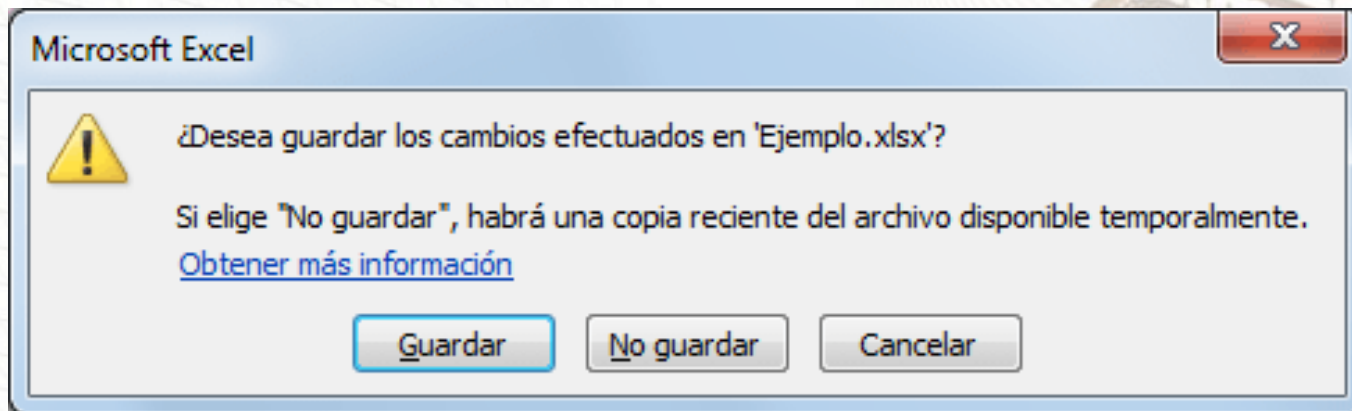 Microsoft Excel
¿Desea guardar los cambios efectuados en 'Ejemplo.xlsx'?
Si elige "No guardar", habrá una copia reciente del archivo disponible temporalmente.
Obtener más información
Guardar No guardar Cancelar